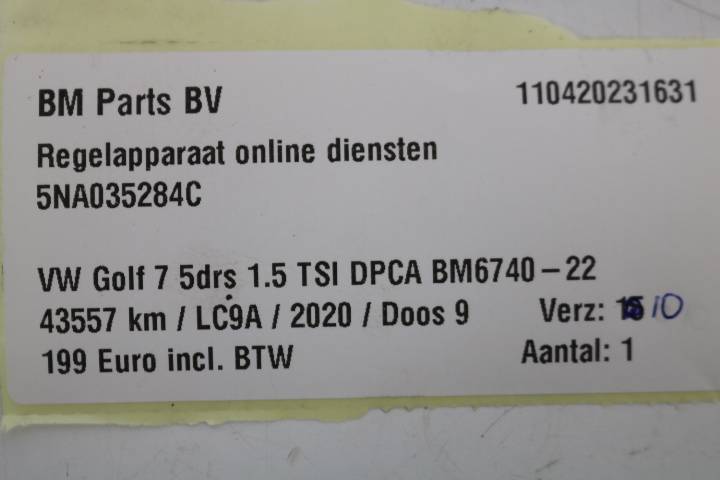 BM Parts BV 110420231631
Regelapparaat online diensten
5NA035284C
VW Golf 7 5drs 1.5 TSI DPCA BM6740-22
43557 km / LC9A / 2020 / Doos 9 Verz: 10
199 Euro incl. BTW Aantal: 1